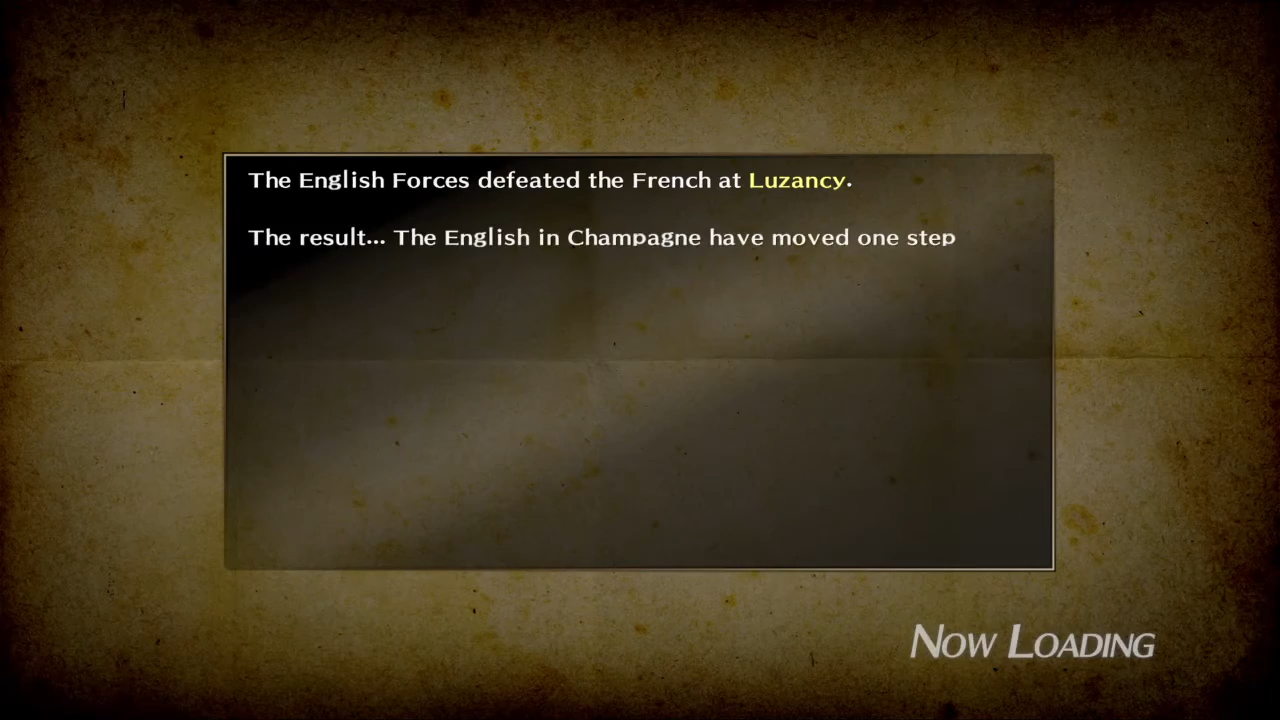 The English Forces defeated the French at Luzancy.
The result... The English in Champagne have moved one step
NOW LOADING